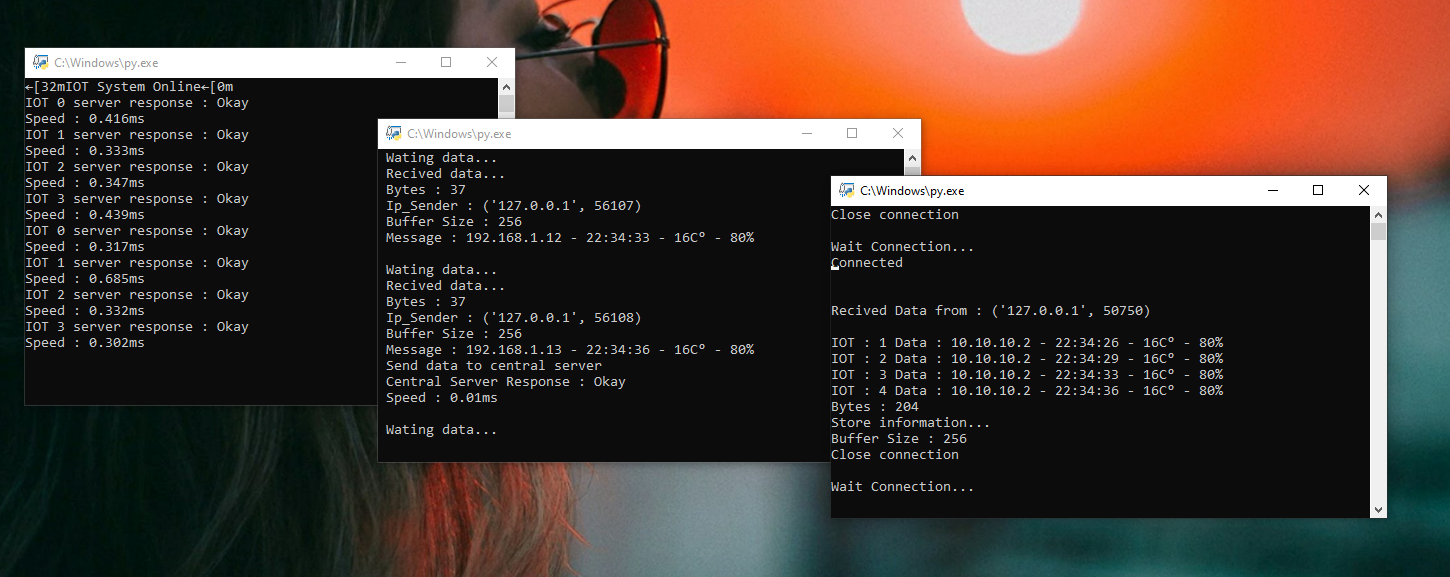 C:\Windows\py.exe
←[32mIOT System Online←[0m
IOT 0 server response : Okay
Speed : 0.416ms
IOT 1 server response : Okay
Speed : 0.333ms
IOT 2 server response : Okay
Speed : 0.347ms
IOT 3 server response : Okay
Speed : 0.439ms
IOT 0 server response : Okay
Speed : 0.317ms
IOT 1 server response : Okay
Speed : 0.685ms
IOT 2 server response : Okay
Speed : 0.332ms
IOT 3 server response : Okay
Speed : 0.302ms
C:\Windows\py.exe
Wating data...
Recived data...
Bytes : 37
Ip_Sender : ('127.0.0.1', 56107)
Buffer Size : 256
Message : 192.168.1.12 - 22:34:33 - 16Cº - 80%
Wating data...
Recived data...
Bytes : 37
Ip_Sender : ('127.0.0.1', 56108)
Buffer Size : 256
Message : 192.168.1.13 - 22:34:36 - 16Cº - 80%
Send data to central server
Central Server Response : Okay
Speed : 0.01ms
Wating data...
C:\Windows\py.exe
Close connection
Wait Connection...
Connected
Recived Data from : ('127.0.0.1', 50750)
IOT : 1 Data : 10.10.10.2 - 22:34:26 - 16Cº - 80%
IOT : 2 Data : 10.10.10.2 - 22:34:29 - 16Cº - 80%
IOT : 3 Data : 10.10.10.2 - 22:34:33 - 16Cº - 80%
IOT : 4 Data : 10.10.10.2 - 22:34:36 - 16Cº - 80%
Bytes : 204
Store information...
Buffer Size : 256
Close connection
Wait Connection...